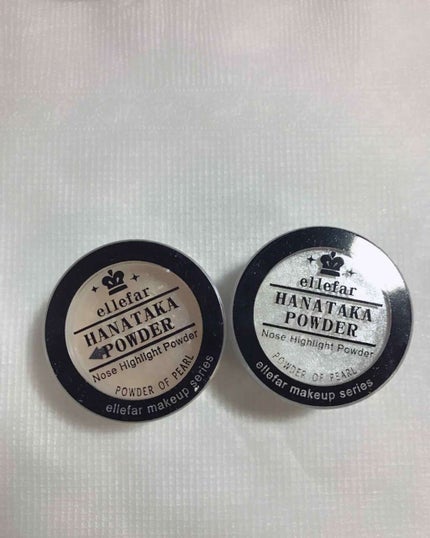 ellefar
HANATAKA
POWDER
Nose Highlight Powder
POWDER OF PEARL
ellefar makeup series
ellefar
HANATAKA
POWDER
Nose Highlight Powder
POWDER OF PEARL
ellefar makeup series